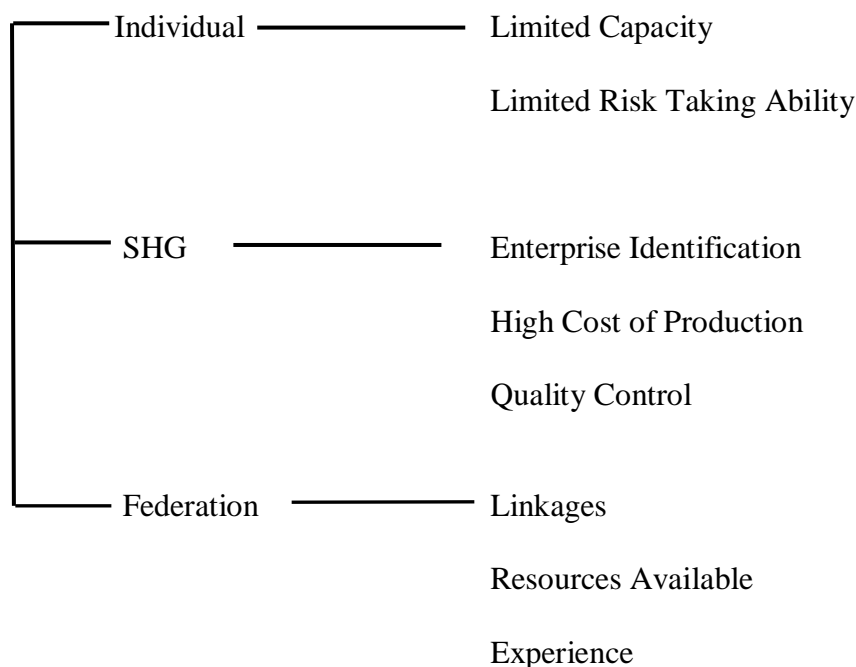 Individual Limited Capacity
Limited Risk Taking Ability
SHG Enterprise Identification
High Cost of Production
Quality Control
Federation Linkages
Resources Available
Experience